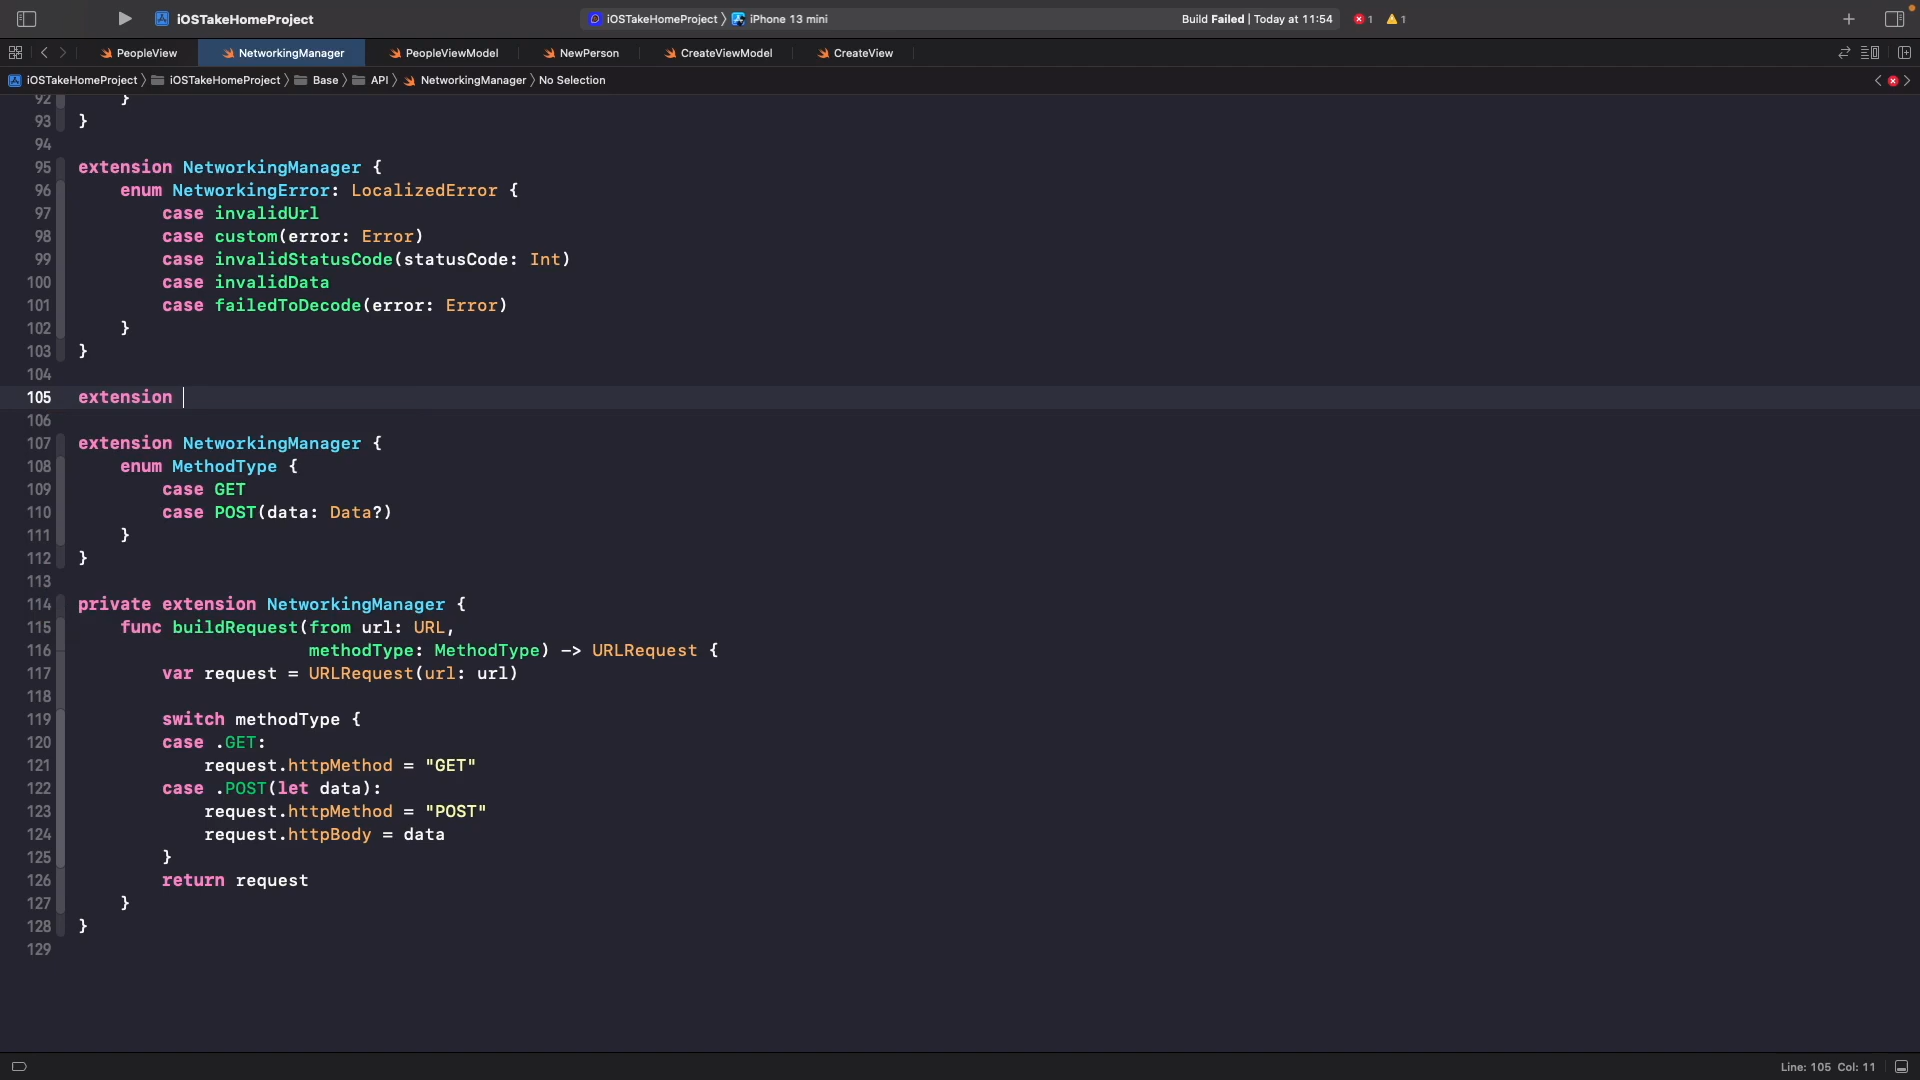 iOSTakeHomeProject
iOSTakeHomeProject 〉 iPhone 13 mini
Build Failed | Today at 11:54
1
1
PeopleView
NetworkingManager
PeopleViewModel
NewPerson
CreateViewModel
CreateView
iOSTakeHomeProject 〉 iOSTakeHomeProject 〉 Base 〉 API 〉 NetworkingManager 〉 No Selection
92 }
93 }
94
95 extension NetworkingManager {
96 enum NetworkingError: LocalizedError {
97 case invalidUrl
98 case custom(error: Error)
99 case invalidStatusCode(statusCode: Int)
100 case invalidData
101 case failedToDecode(error: Error)
102 }
103 }
104
105 extension
106
107 extension NetworkingManager {
108 enum MethodType {
109 case GET
110 case POST(data: Data?)
111 }
112 }
113
114 private extension NetworkingManager {
115 func buildRequest(from url: URL,
116 methodType: MethodType) -> URLRequest {
117 var request = URLRequest(url: url)
118
119 switch methodType {
120 case .GET:
121 request.httpMethod = "GET"
122 case .POST(let data):
123 request.httpMethod = "POST"
124 request.httpBody = data
125 }
126 return request
127 }
128 }
129
Line: 105 Col: 11